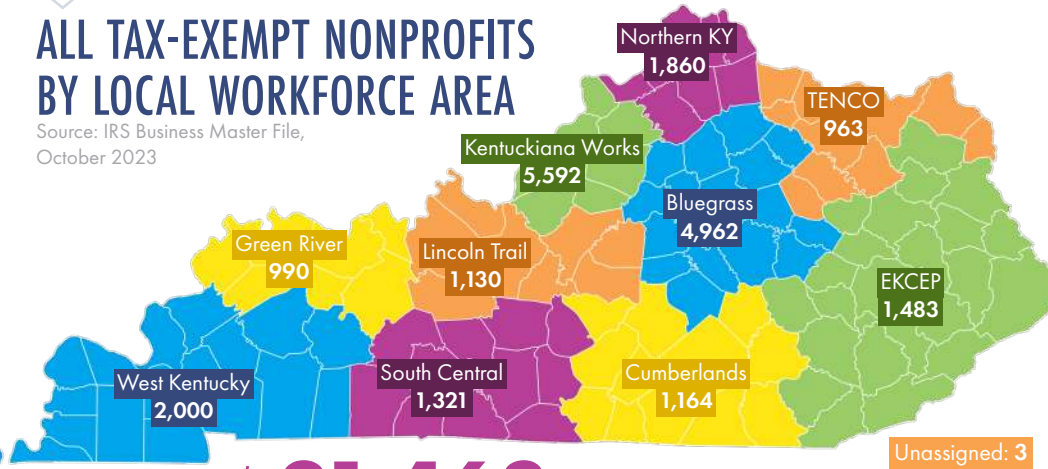 ALL TAX-EXEMPT NONPROFITS
BY LOCAL WORKFORCE AREA
Source: IRS Business Master File,
October 2023
Northern KY
1,860
TENCO
963
Kentuckiana Works
5,592
Bluegrass
4,962
Green River
990
Lincoln Trail
1,130
EKCEP
1,483
West Kentucky
2,000
South Central
1,321
Cumberlands
1,164
Unassigned: 3